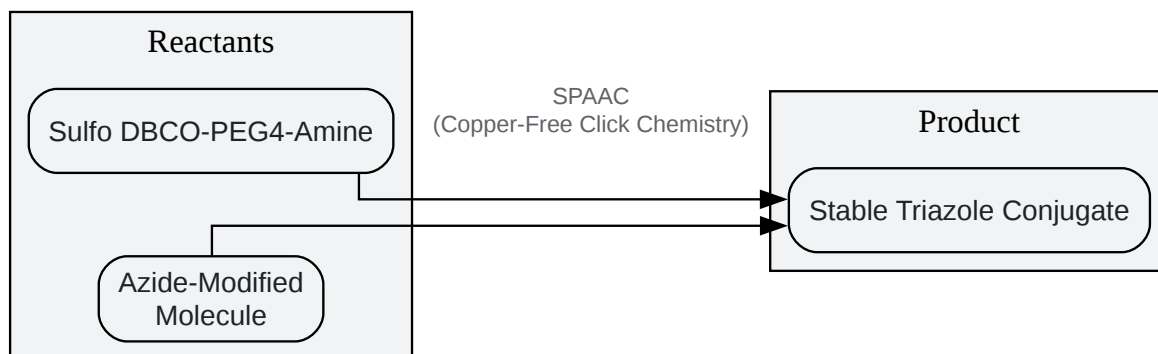 Reactants
Sulfo DBCO-PEG4-Amine
Azide-Modified
Molecule
SPAAC
(Copper-Free Click Chemistry)
Product
Stable Triazole Conjugate